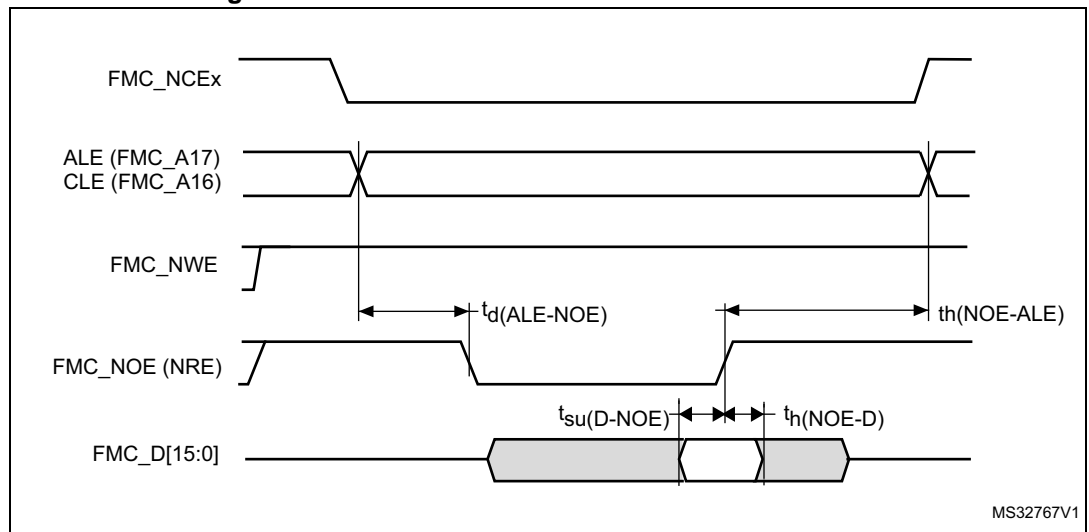 FMC_NCEx
ALE (FMC_A17)
CLE (FMC_A16)
FMC_NWE
td(ALE-NOE)
th(NOE-ALE)
FMC_NOE (NRE)
tsu(D-NOE)
th(NOE-D)
FMC_D[15:0]
MS32767V1